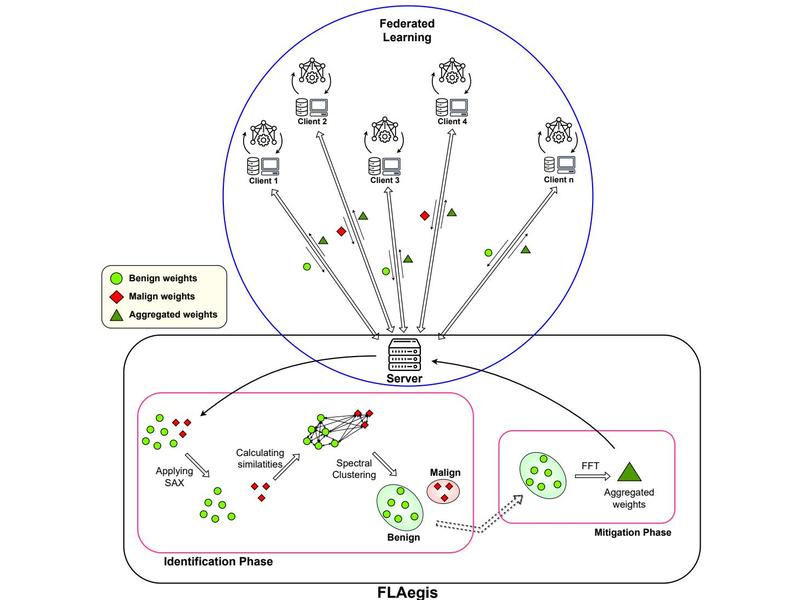 Federated
Learning
Client 2
Client 4
Client 1
Client 3
Client n
Benign weights
Malign weights
Aggregated weights
Server
Applying
SAX
Calculating
similatities
Spectral
Clustering
Malign
Benign
Identification Phase
FFT
Aggregated
weights
Mitigation Phase
FLAegis